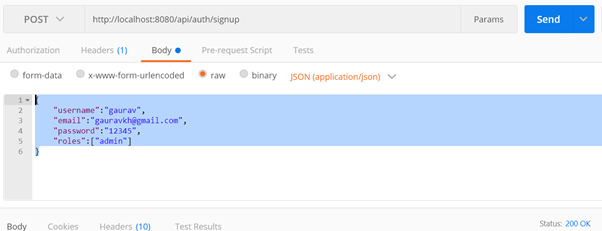 POST http://localhost:8080/api/auth/signup Params Send
Authorization Headers (1) Body Pre-request Script Tests
form-data x-www-form-urlencoded raw binary JSON (application/json)
1 {
2 "username":"gaurav",
3 "email":"gauravkh@gmail.com",
4 "password":"12345",
5 "roles":["admin"]
6 }
Body Cookies Headers (10) Test Results Status: 200 OK